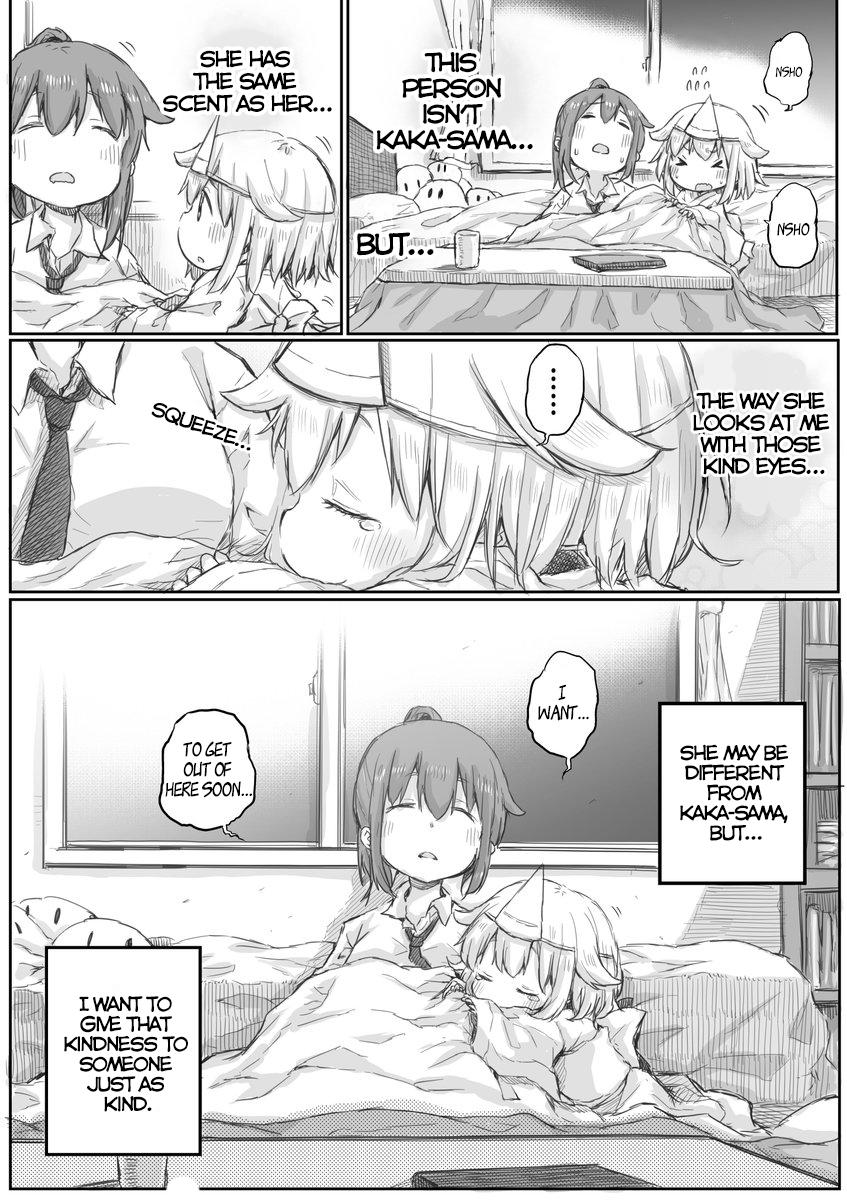 SHE HAS
THE SAME
SCENT AS HER...
THIS
PERSON
ISN'T
KAKA-SAMA...
NSHO
NSHO
BUT...
SQUEEZE...
......
THE WAY SHE
LOOKS AT ME
WITH THOSE
KIND EYES...
I
WANT...
TO GET
OUT OF
HERE SOON...
SHE MAY BE
DIFFERENT
FROM
KAKA-SAMA,
BUT...
I WANT TO
GIVE THAT
KINDNESS TO
SOMEONE
JUST AS
KIND.